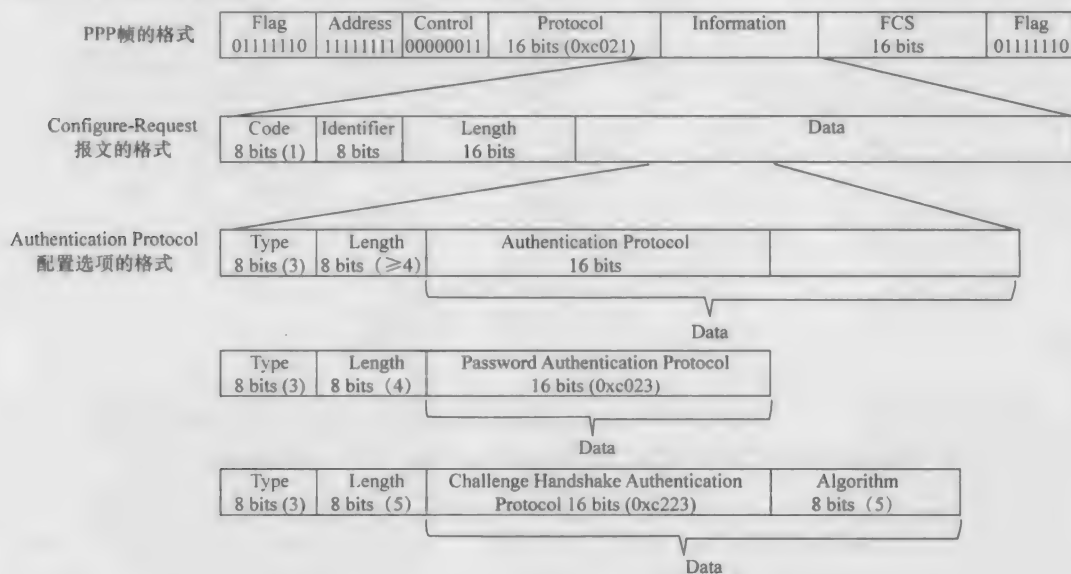 PPP帧的格式
Flag Address Control Protocol Information FCS Flag
01111110 11111111 00000011 16 bits (0xc021) 16 bits 01111110
Configure-Request
报文的格式
Code Identifier Length Data
8 bits (1) 8 bits 16 bits
Authentication Protocol
配置选项的格式
Type Length Authentication Protocol
8 bits (3) 8 bits（≥4） 16 bits
Data
Type Length Password Authentication Protocol
8 bits (3) 8 bits（4） 16 bits (0xc023)
Data
Type Length Challenge Handshake Authentication Algorithm
8 bits (3) 8 bits（5） Protocol 16 bits (0xc223) 8 bits（5）
Data